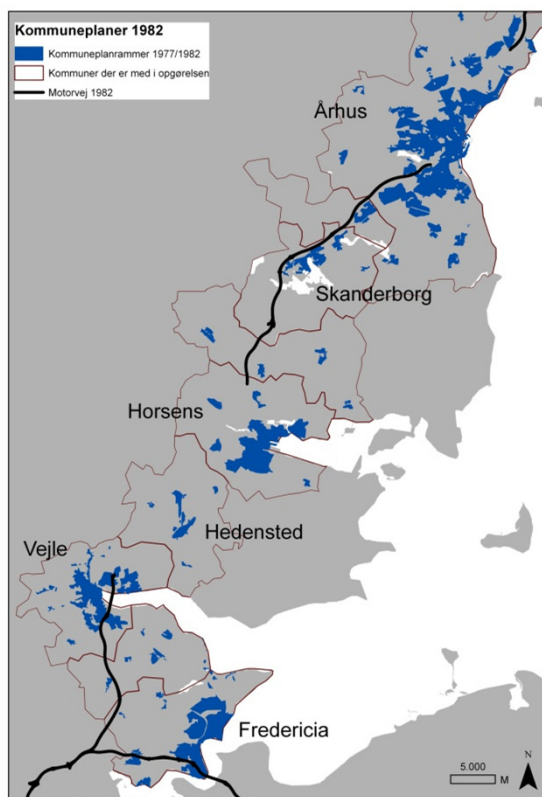 Kommuneplaner 1982
Kommuneplanrammer 1977/1982
Kommuner der er med i opgørelsen
Motorvej 1982
Århus
Skanderborg
Horsens
Hedensted
Vejle
Fredericia
5.000
M
N